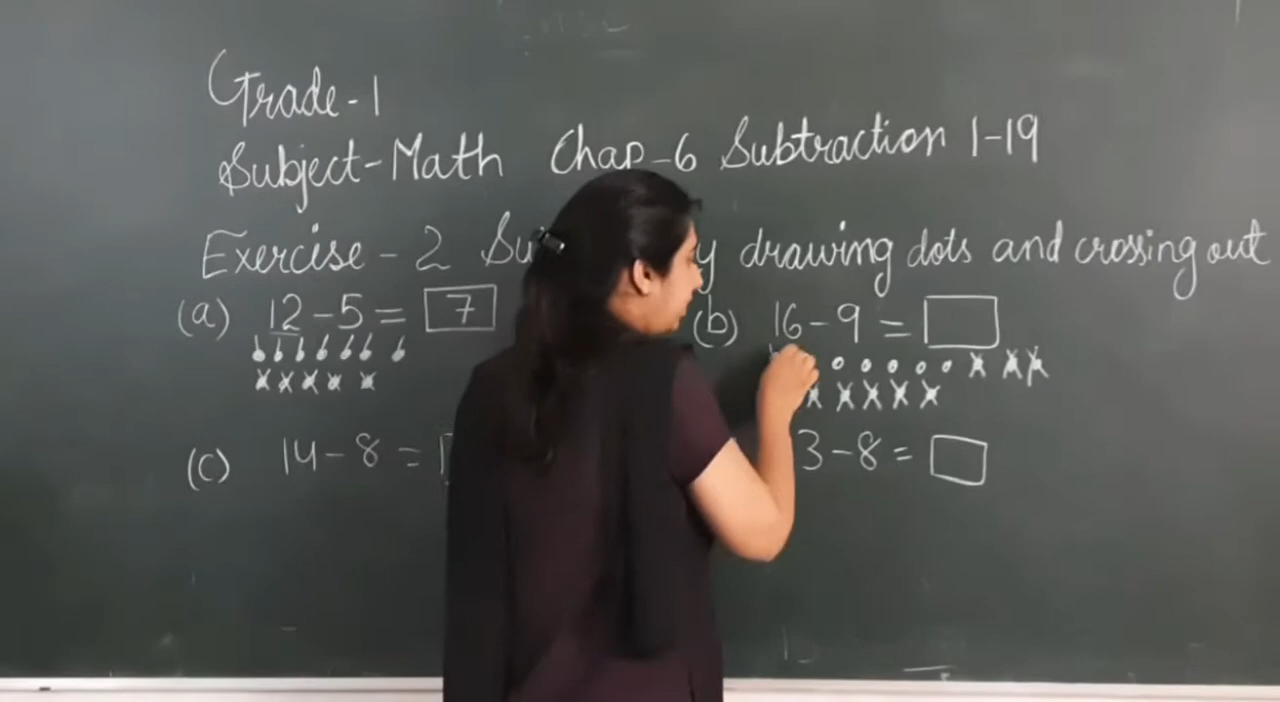 Grade-1
Subject-Math Chap-6 Subtraction 1-19
Exercise-2 drawing dots and crossing out
(a) 12-5= 7 (b) 16-9=
(c) 14-8= 3-8=